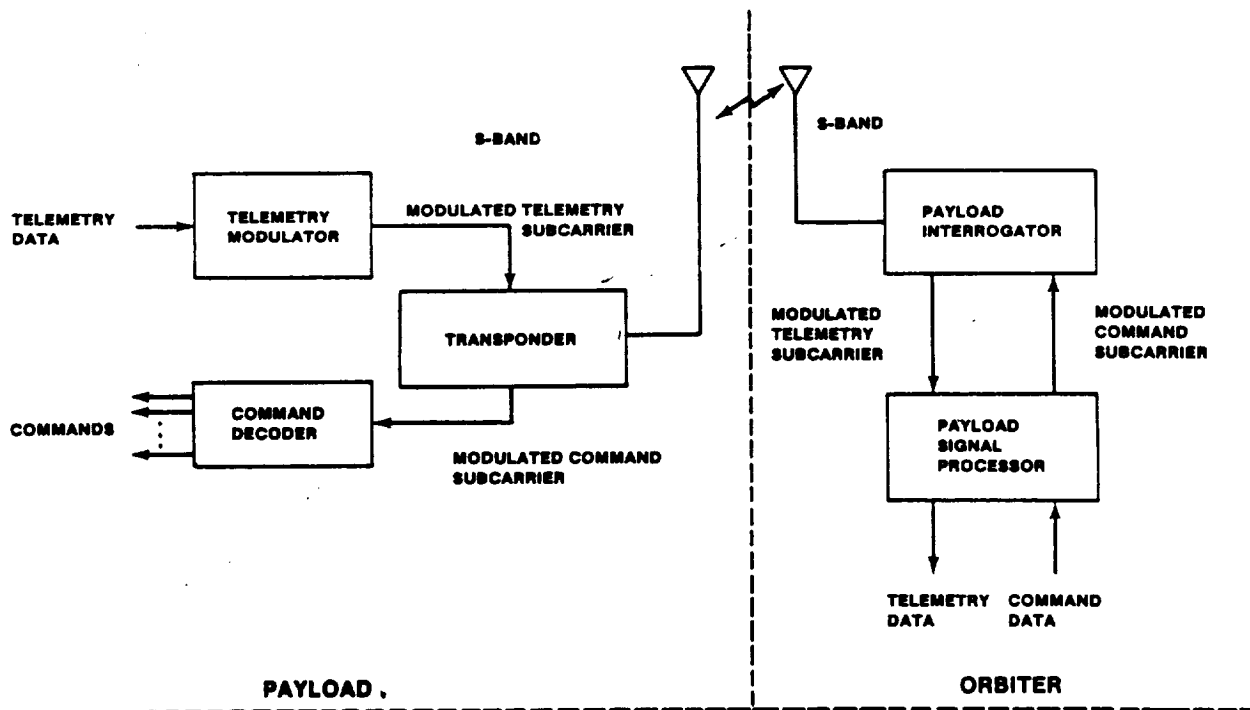 S-BAND
TELEMETRY
DATA
TELEMETRY
MODULATOR
MODULATED TELEMETRY
SUBCARRIER
TRANSPONDER
COMMANDS
COMMAND
DECODER
MODULATED COMMAND
SUBCARRIER
PAYLOAD
S-BAND
PAYLOAD
INTERROGATOR
MODULATED
TELEMETRY
SUBCARRIER
MODULATED
COMMAND
SUBCARRIER
PAYLOAD
SIGNAL
PROCESSOR
TELEMETRY
DATA
COMMAND
DATA
ORBITER